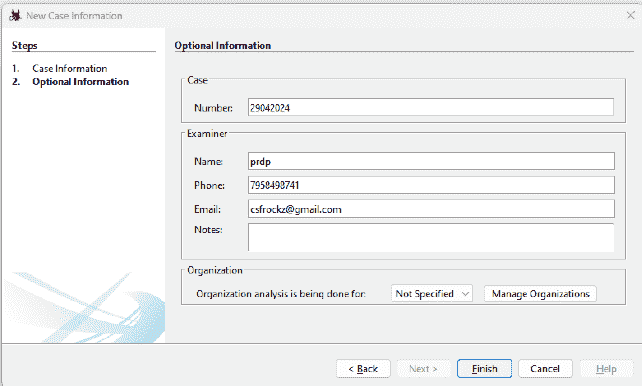 New Case Information
Steps
1. Case Information
2. Optional Information
Optional Information
Case
Number: 29042024
Examiner
Name: prdp
Phone: 7958498741
Email: csfrockz@gmail.com
Notes:
Organization
Organization analysis is being done for: Not Specified Manage Organizations
< Back Next > Finish Cancel Help